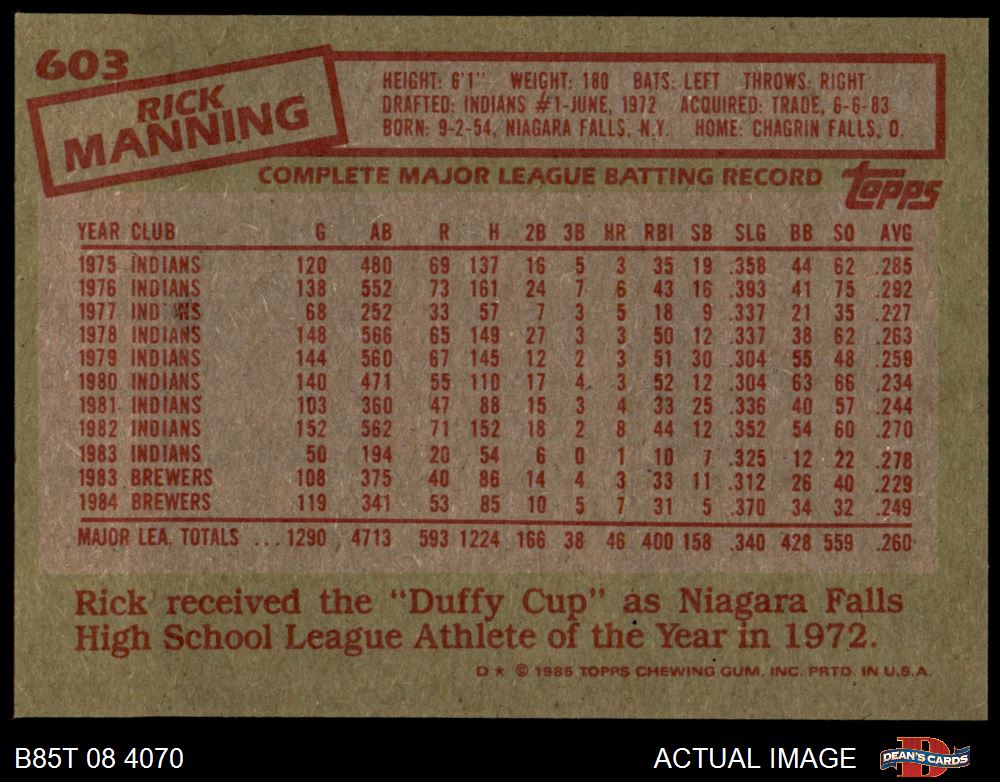 603
RICK
MANNING
HEIGHT: 6'1" WEIGHT: 180 BATS: LEFT THROWS: RIGHT
DRAFTED: INDIANS #1-JUNE, 1972 ACQUIRED: TRADE, 6-6-83
BORN: 9-2-54, NIAGARA FALLS, N.Y. HOME: CHAGRIN FALLS, O.
COMPLETE MAJOR LEAGUE BATTING RECORD
topps
YEAR CLUB G AB R H 2B 3B HR RBI SB SLG BB SO AVG
1975 INDIANS 120 480 69 137 16 5 3 35 19 .358 44 62 .285
1976 INDIANS 138 552 73 161 24 7 6 43 16 .393 41 75 .292
1977 IND NS 68 252 33 57 7 3 5 18 9 .337 21 35 .227
1978 INDIANS 148 566 65 149 27 3 3 50 12 .337 38 62 .263
1979 INDIANS 144 560 67 145 12 2 3 51 30 .304 55 48 .259
1980 INDIANS 140 471 55 110 17 4 3 52 12 .304 63 66 .234
1981 INDIANS 103 360 47 88 15 3 4 33 25 .336 40 57 .244
1982 INDIANS 152 562 71 152 18 2 8 44 12 .352 54 60 .270
1983 INDIANS 50 194 20 54 6 0 1 10 7 .325 12 22 .278
1983 BREWERS 108 375 40 86 14 4 3 33 11 .312 26 40 .229
1984 BREWERS 119 341 53 85 10 5 7 31 5 .370 34 32 .249
MAJOR LEA. TOTALS ... 1290 4713 593 1224 166 38 46 400 158 .340 428 559 .260
Rick received the "Duffy Cup" as Niagara Falls
High School League Athlete of the Year in 1972.
D ★ © 1985 TOPPS CHEWING GUM, INC. PRTD. IN U.S.A.
B85T 08 4070
ACTUAL IMAGE
DEAN'S CARDS